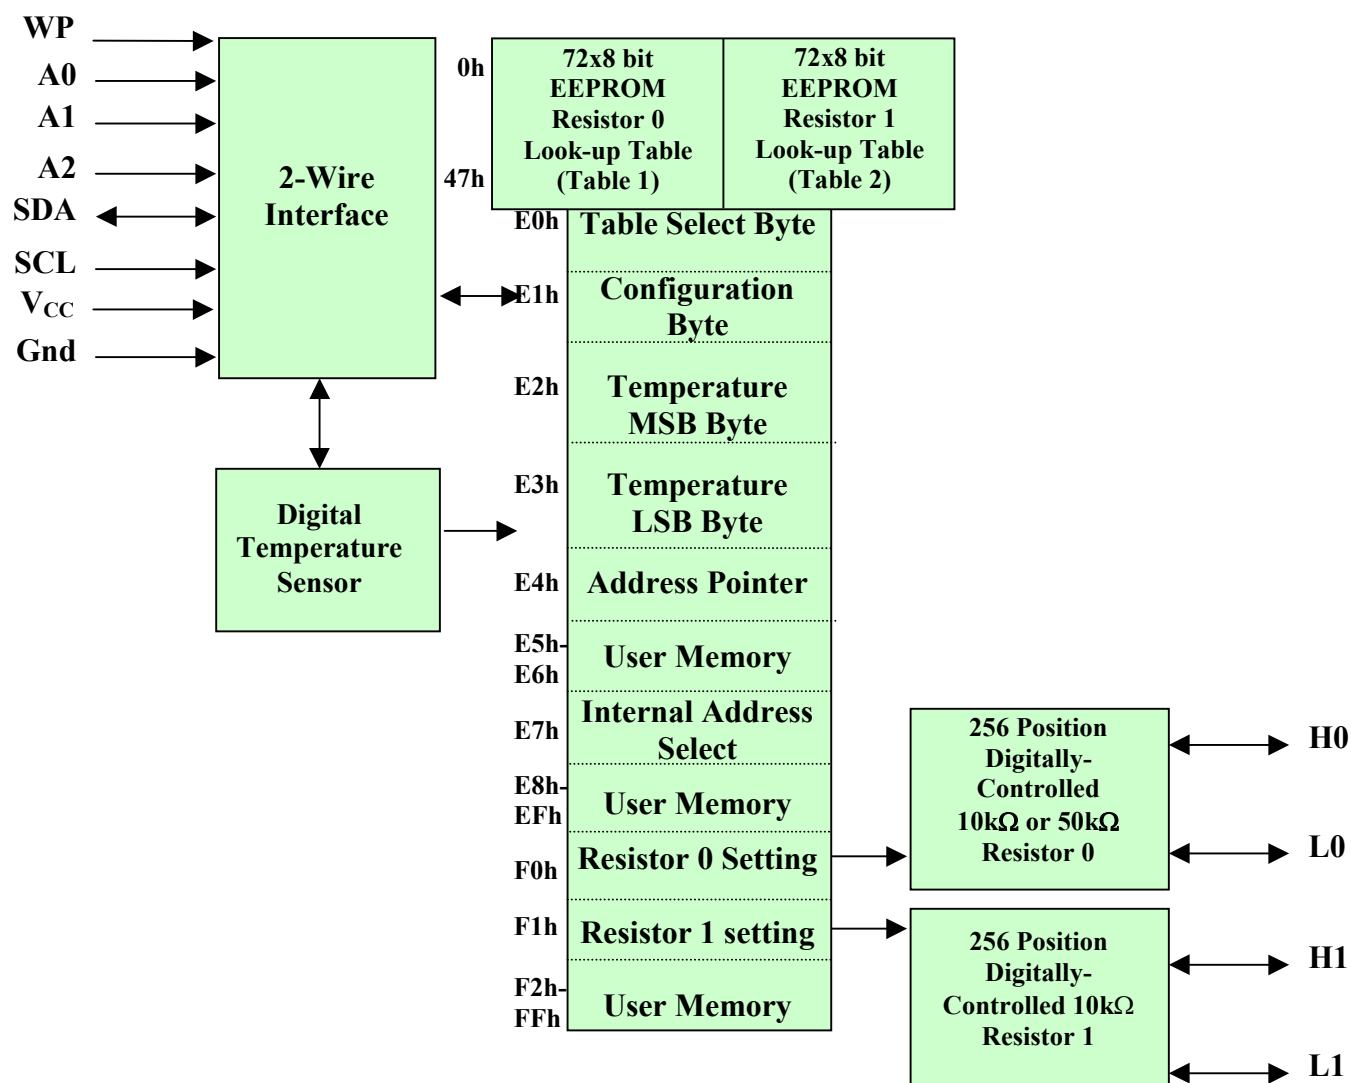 WP
A0
A1
A2
SDA
SCL
VCC
Gnd
2-Wire
Interface
Digital
Temperature
Sensor
0h
47h
72x8 bit
EEPROM
Resistor 0
Look-up Table
(Table 1)
72x8 bit
EEPROM
Resistor 1
Look-up Table
(Table 2)
E0h
Table Select Byte
E1h
Configuration
Byte
E2h
Temperature
MSB Byte
E3h
Temperature
LSB Byte
E4h
Address Pointer
E5h-
E6h
User Memory
E7h
Internal Address
Select
E8h-
EFh
User Memory
F0h
Resistor 0 Setting
F1h
Resistor 1 setting
F2h-
FFh
User Memory
256 Position
Digitally-
Controlled
10kΩ or 50kΩ
Resistor 0
H0
L0
256 Position
Digitally-
Controlled 10kΩ
Resistor 1
H1
L1